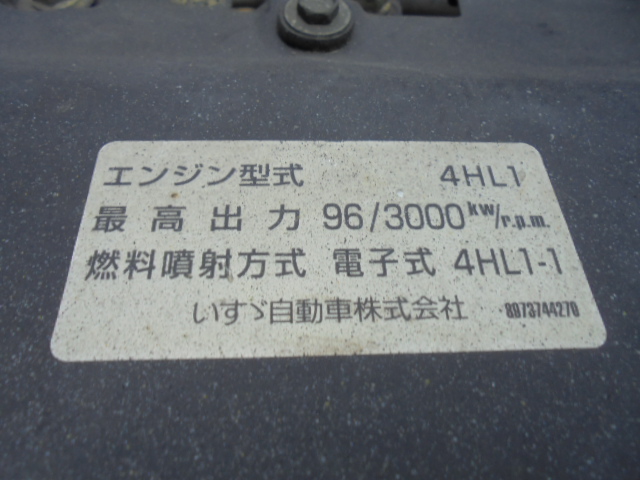 エンジン型式 4HL1
最高出力 96/3000 kw/r.p.m.
燃料噴射方式 電子式 4HL1-1
いすゞ自動車株式会社 8973744270